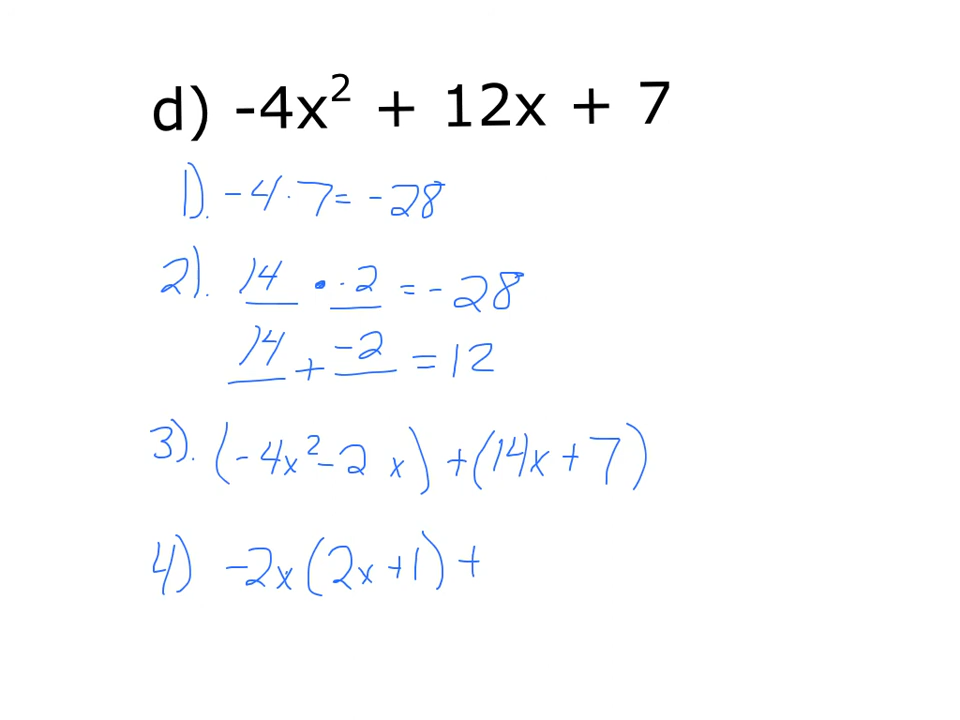 d) -4x² + 12x + 7
1). -4·7= -28
2). 14 • -2 = -28
14 + -2 = 12
3). (-4x²-2x) +(14x+7)
4) -2x(2x+1) +